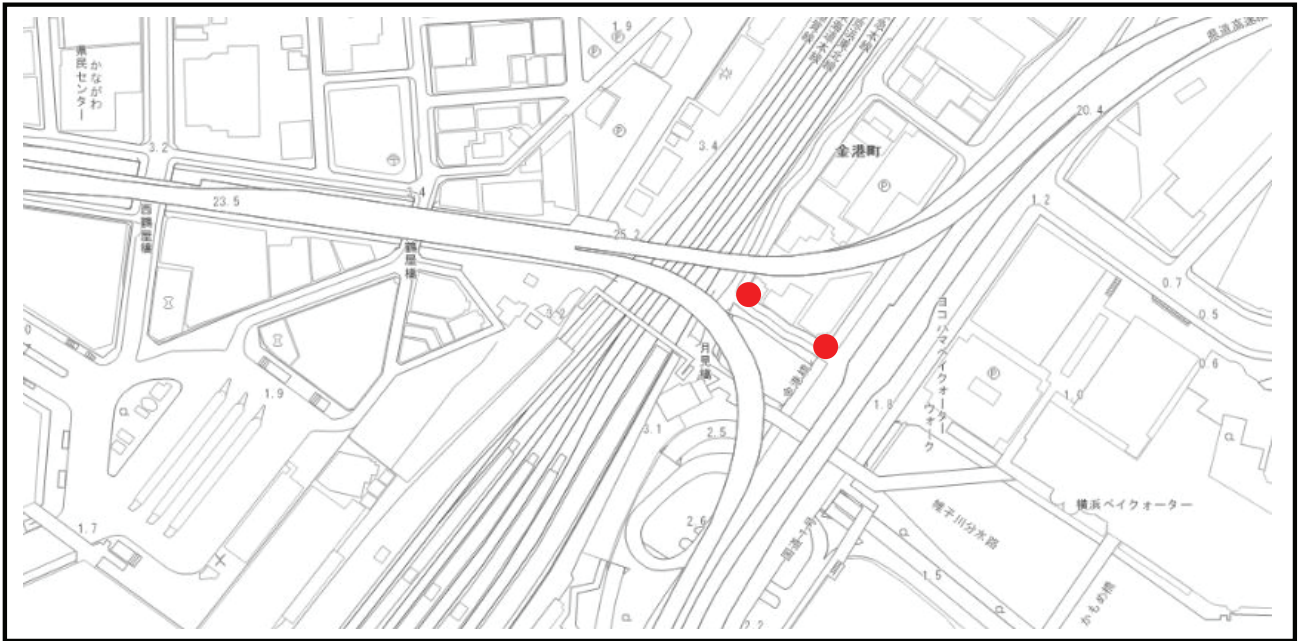 1.9
県道高速
かながわ
県民センター
20.4
3.2
3.4
金港町
3.4
23.5
1.2
西鶴屋橋
25.2
鶴屋橋
0.7
0.5
3.2
月見橋
ヨコハマベイクォーター
ウォーク
0.6
金港橋
1.9
1.8
1.0
3.1
2.5
横浜ベイクォーター
2.6
帷子川分水路
1.7
国道1号
1.5
かもめ橋
2.2